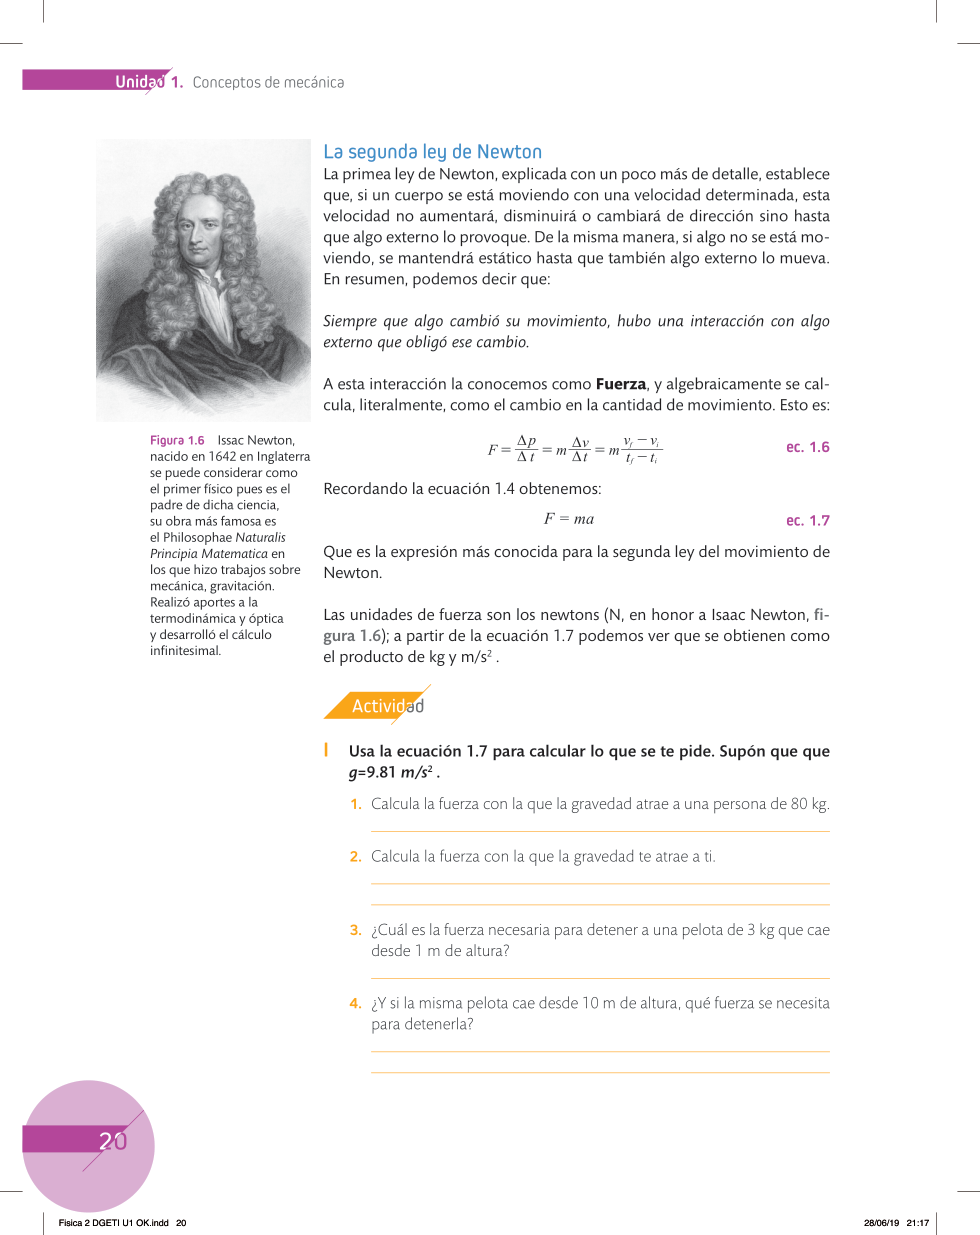 Unidad 1. Conceptos de mecánica
La segunda ley de Newton
La primea ley de Newton, explicada con un poco más de detalle, establece
que, si un cuerpo se está moviendo con una velocidad determinada, esta
velocidad no aumentará, disminuirá o cambiará de dirección sino hasta
que algo externo lo provoque. De la misma manera, si algo no se está mo-
viendo, se mantendrá estático hasta que también algo externo lo mueva.
En resumen, podemos decir que:
Siempre que algo cambió su movimiento, hubo una interacción con algo
externo que obligó ese cambio.
A esta interacción la conocemos como Fuerza, y algebraicamente se cal-
cula, literalmente, como el cambio en la cantidad de movimiento. Esto es:
F = Δp/Δt = m Δv/Δt = m (v_f − v_i)/(t_f − t_i) ec. 1.6
Recordando la ecuación 1.4 obtenemos:
F = ma ec. 1.7
Que es la expresión más conocida para la segunda ley del movimiento de
Newton.
Las unidades de fuerza son los newtons (N, en honor a Isaac Newton, fi-
gura 1.6); a partir de la ecuación 1.7 podemos ver que se obtienen como
el producto de kg y m/s² .
Figura 1.6 Issac Newton,
nacido en 1642 en Inglaterra
se puede considerar como
el primer físico pues es el
padre de dicha ciencia,
su obra más famosa es
el Philosophae Naturalis
Principia Matematica en
los que hizo trabajos sobre
mecánica, gravitación.
Realizó aportes a la
termodinámica y óptica
y desarrolló el cálculo
infinitesimal.
Actividad
I Usa la ecuación 1.7 para calcular lo que se te pide. Supón que que
g=9.81 m/s² .
1. Calcula la fuerza con la que la gravedad atrae a una persona de 80 kg.
2. Calcula la fuerza con la que la gravedad te atrae a ti.
3. ¿Cuál es la fuerza necesaria para detener a una pelota de 3 kg que cae
desde 1 m de altura?
4. ¿Y si la misma pelota cae desde 10 m de altura, qué fuerza se necesita
para detenerla?
20
Fisica 2 DGETI U1 OK.indd 20
28/06/19 21:17